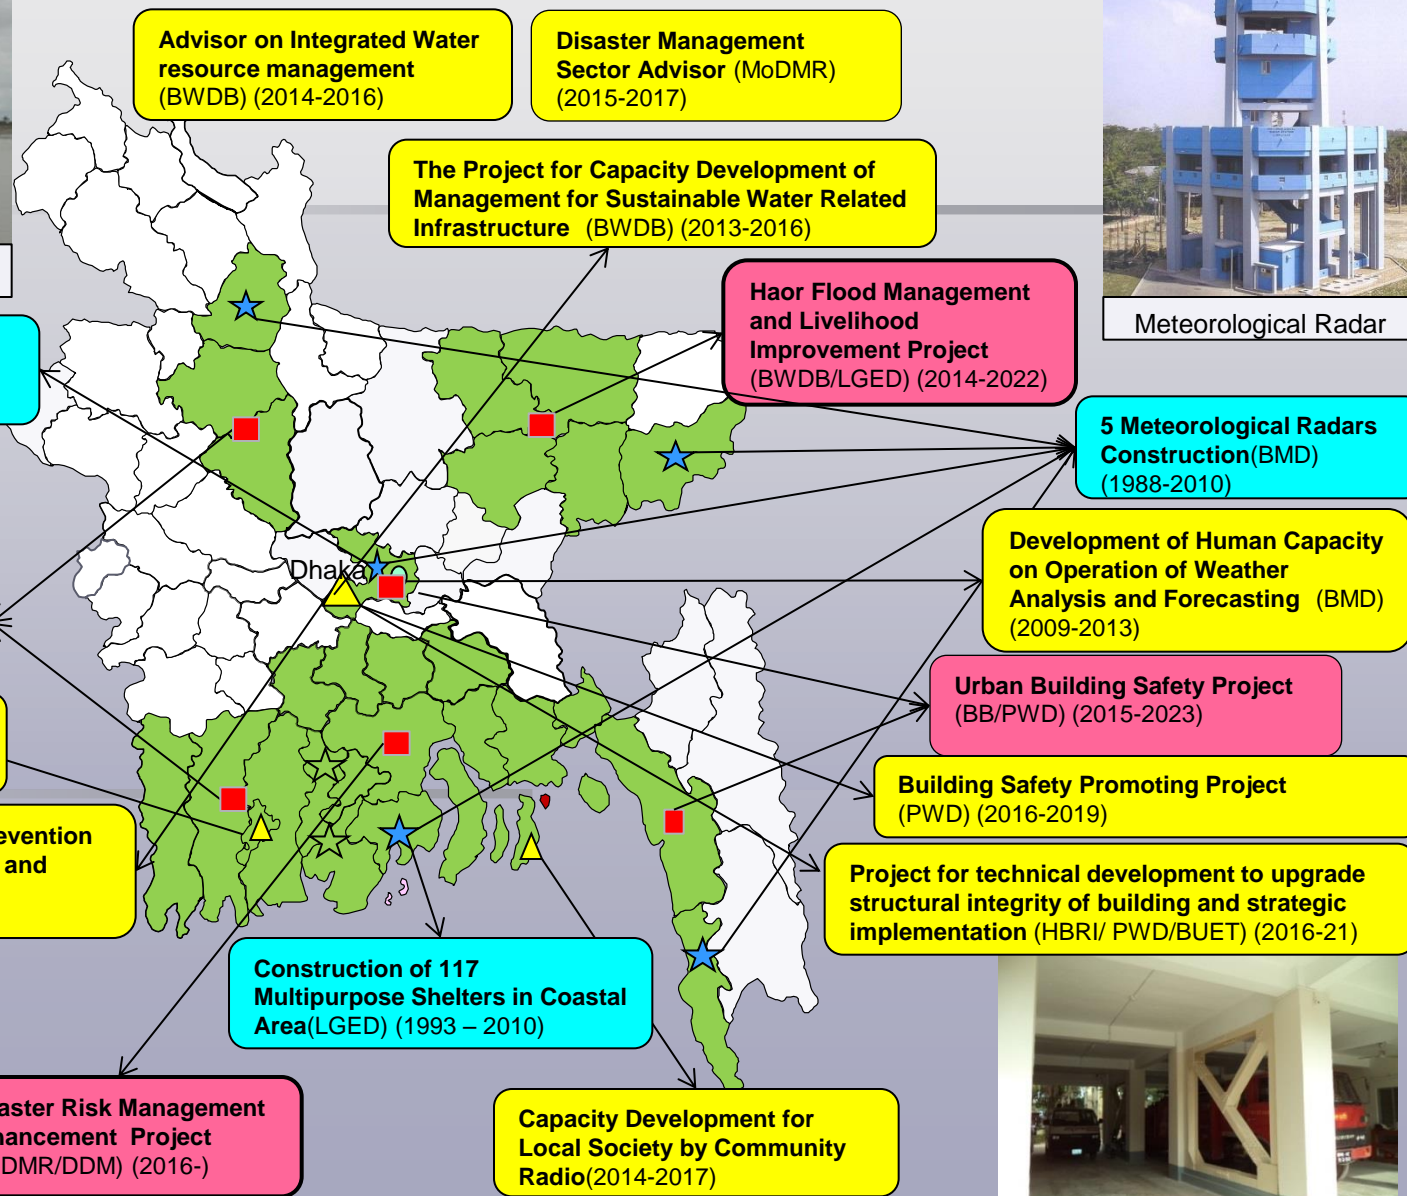 Advisor on Integrated Water
resource management
(BWDB) (2014-2016)
Disaster Management
Sector Advisor (MoDMR)
(2015-2017)
The Project for Capacity Development of
Management for Sustainable Water Related
Infrastructure (BWDB) (2013-2016)
Haor Flood Management
and Livelihood
Improvement Project
(BWDB/LGED) (2014-2022)
Meteorological Radar
5 Meteorological Radars
Construction(BMD)
(1988-2010)
Development of Human Capacity
on Operation of Weather
Analysis and Forecasting (BMD)
(2009-2013)
Dhaka
Urban Building Safety Project
(BB/PWD) (2015-2023)
Building Safety Promoting Project
(PWD) (2016-2019)
evention
and
Project for technical development to upgrade
structural integrity of building and strategic
implementation (HBRI/ PWD/BUET) (2016-21)
Construction of 117
Multipurpose Shelters in Coastal
Area(LGED) (1993 – 2010)
aster Risk Management
nancement Project
DMR/DDM) (2016-)
Capacity Development for
Local Society by Community
Radio(2014-2017)